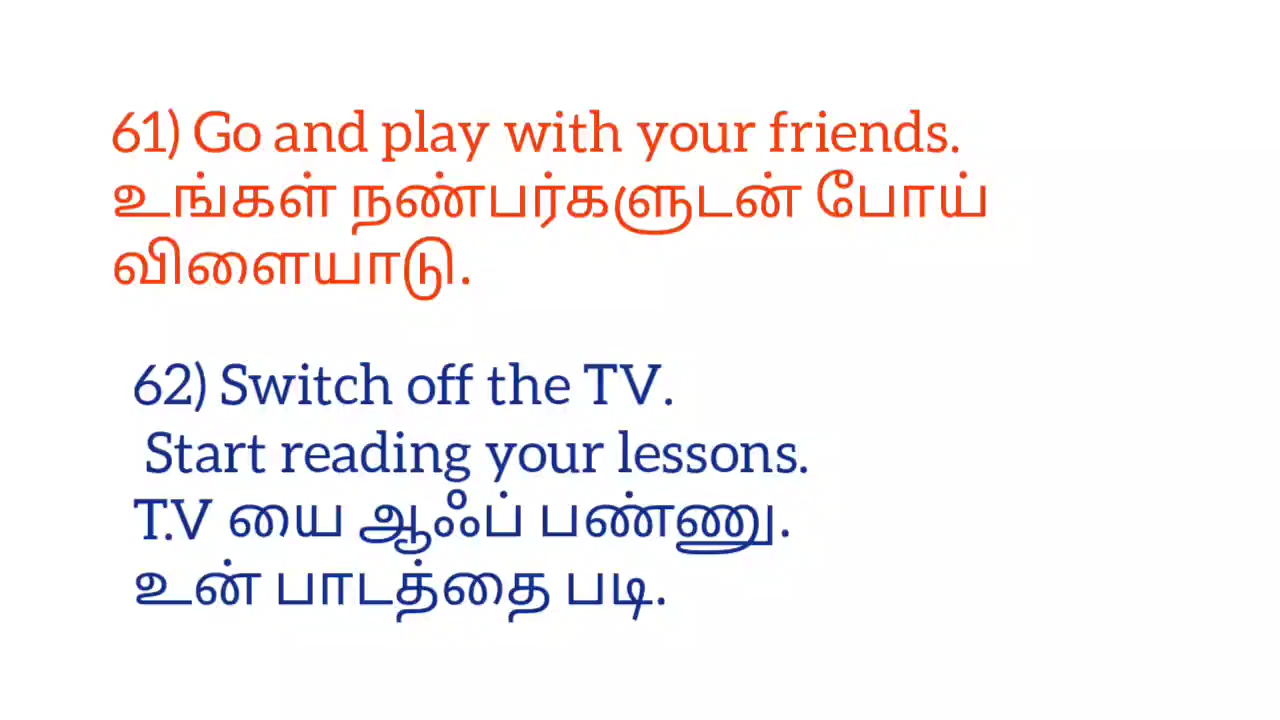 61) Go and play with your friends.
உங்கள் நண்பர்களுடன் போய்
விளையாடு.
62) Switch off the TV.
Start reading your lessons.
T.V யை ஆஃப் பண்ணு.
உன் பாடத்தை படி.